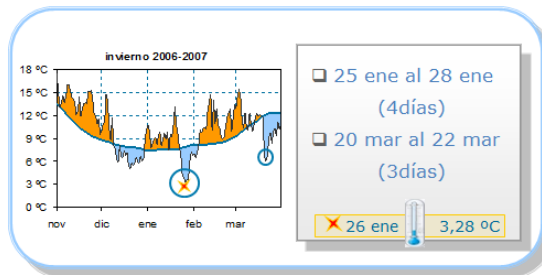 invierno 2006-2007
18 ºC
15 ºC
12 ºC
9 ºC
6 ºC
3 ºC
0 ºC
nov dic ene feb mar
25 ene al 28 ene
(4días)
20 mar al 22 mar
(3días)
26 ene 3,28 ºC